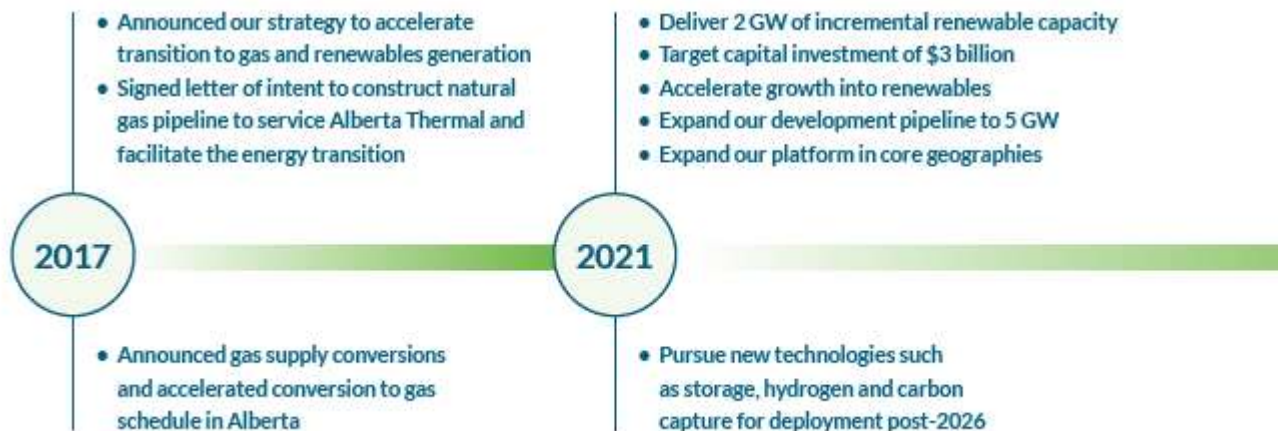 • Announced our strategy to accelerate
transition to gas and renewables generation
• Signed letter of intent to construct natural
gas pipeline to service Alberta Thermal and
facilitate the energy transition
• Deliver 2 GW of incremental renewable capacity
• Target capital investment of $3 billion
• Accelerate growth into renewables
• Expand our development pipeline to 5 GW
• Expand our platform in core geographies
2017
2021
• Announced gas supply conversions
and accelerated conversion to gas
schedule in Alberta
• Pursue new technologies such
as storage, hydrogen and carbon
capture for deployment post-2026